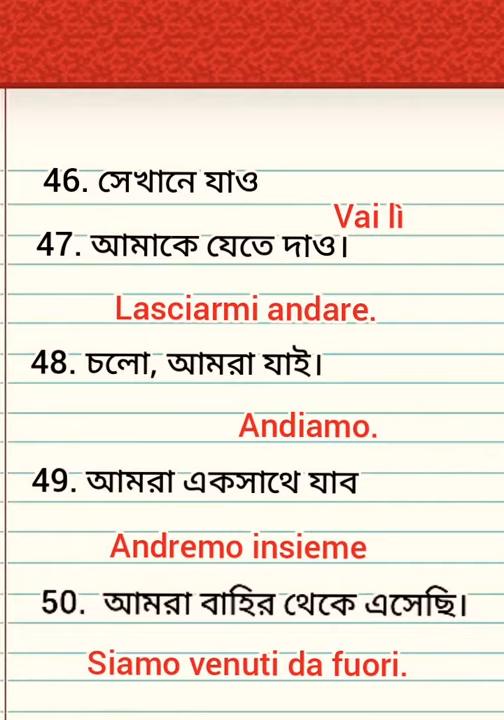 46. সেখানে যাও
Vai lì
47. আমাকে যেতে দাও।
Lasciarmi andare.
48. চলো, আমরা যাই।
Andiamo.
49. আমরা একসাথে যাব
Andremo insieme
50. আমরা বাহির থেকে এসেছি।
Siamo venuti da fuori.